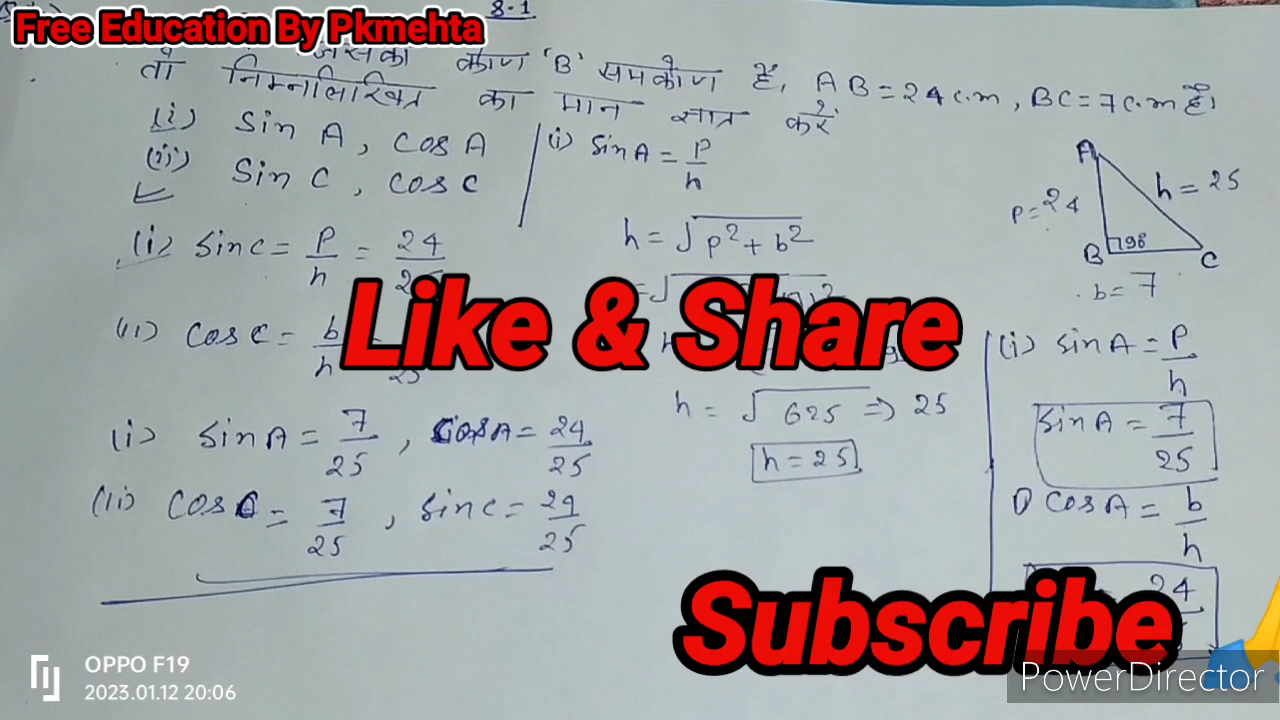 8.1
Free Education By Pkmehta
जिसका कोण 'B' समकोण है, AB = 24 c.m, BC = 7 c.m है।
तो निम्नलिखित का मान ज्ञात करें
(i) sin A, cos A
(ii) sin C, cos C
(i) sin A = P/h
h = √p² + b²
h = √625 => 25
h = 25
A
P = 24
h = 25
B
90°
C
b = 7
(i) sin C = P/h = 24/25
(ii) cos C = b/h
25
(i) sin A = 7/25, cos A = 24/25
(ii) cos C = 7/25, sin C = 24/25
(i) sin A = P/h
sin A = 7/25
cos A = b/h
24
Like & Share
Subscribe
OPPO F19
2023.01.12 20:06
PowerDirector